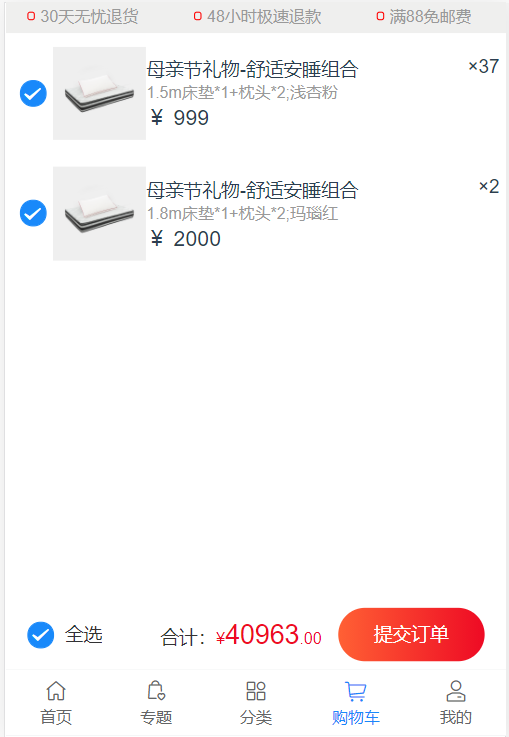 30天无忧退货 48小时极速退款 满88免邮费
母亲节礼物-舒适安睡组合 ×37
1.5m床垫*1+枕头*2;浅杏粉
¥ 999
母亲节礼物-舒适安睡组合 ×2
1.8m床垫*1+枕头*2;玛瑙红
¥ 2000
全选 合计：¥40963.00 提交订单
首页 专题 分类 购物车 我的